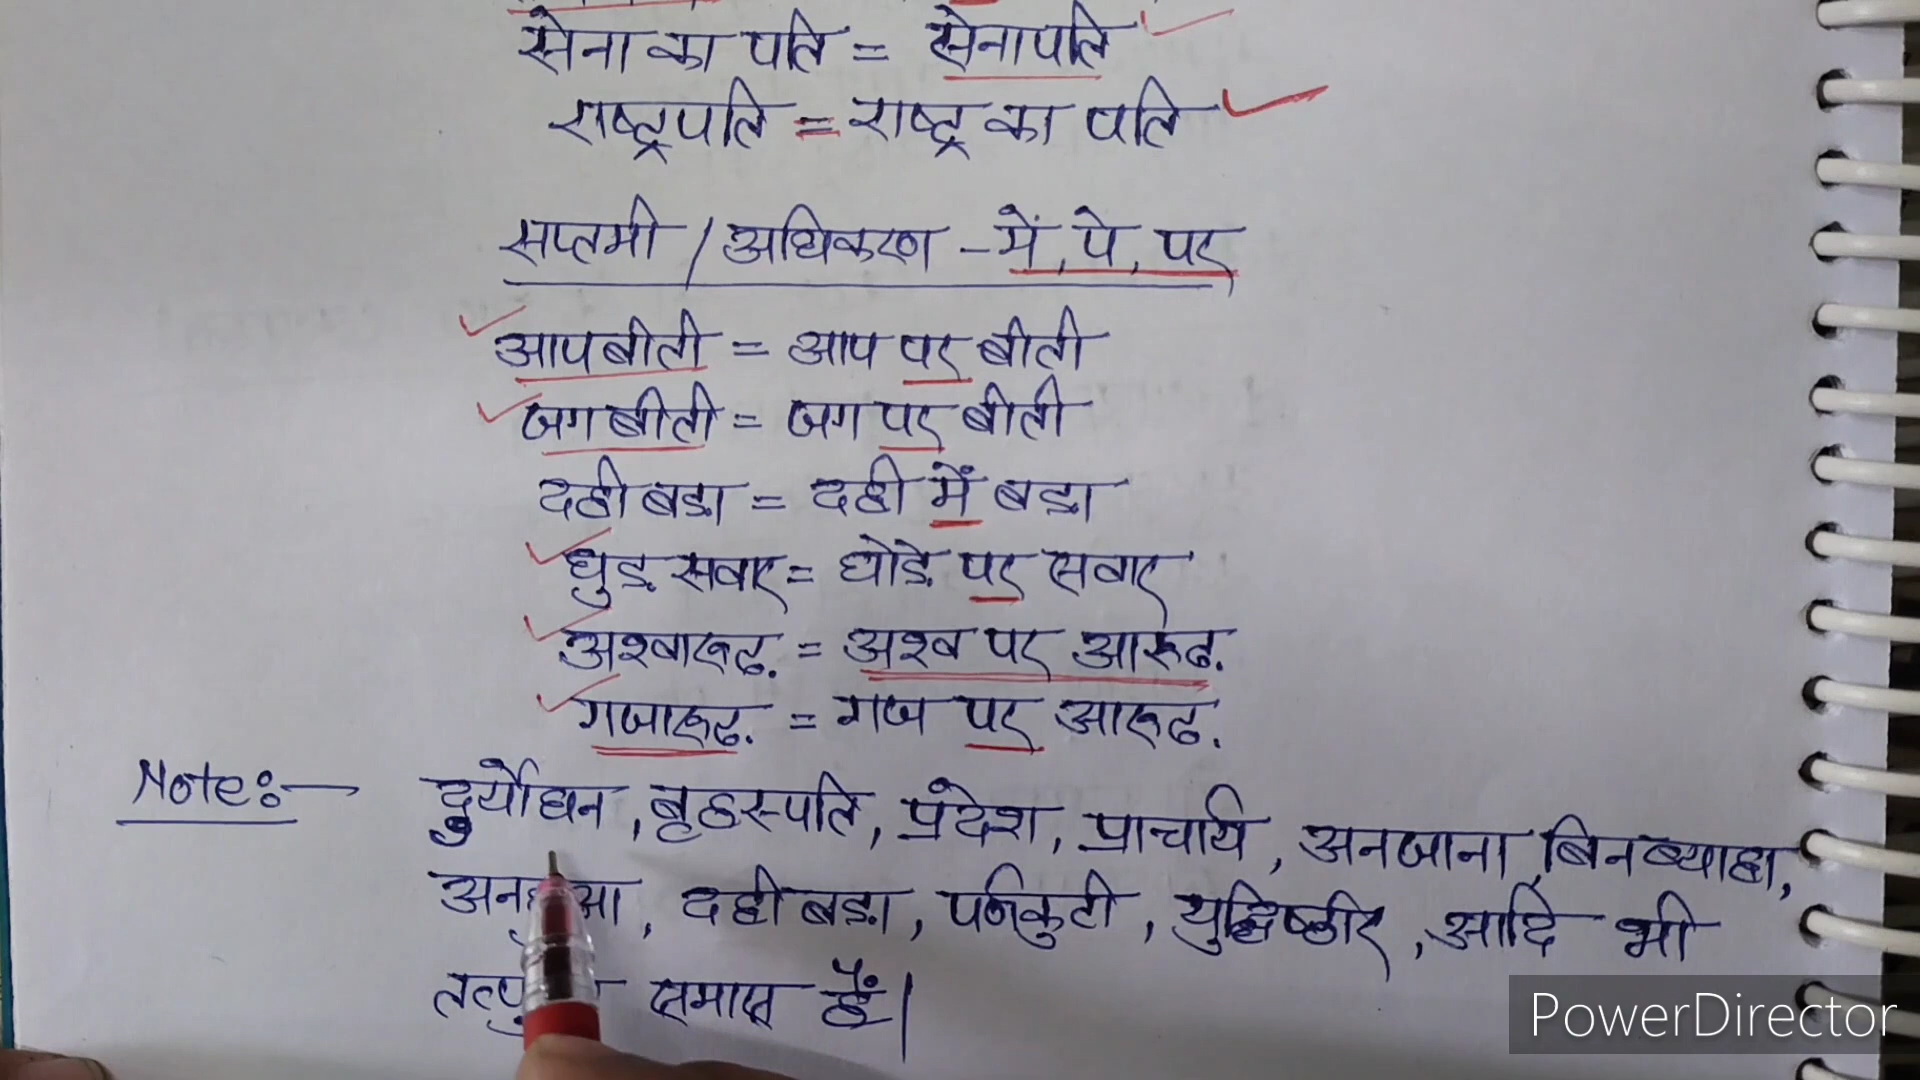 सेना का पति = सेनापति
राष्ट्रपति = राष्ट्र का पति
सप्तमी / अधिकरण - में, पे, पर
आपबीती = आप पर बीती
जगबीती = जग पर बीती
दही बड़ा = दही में बड़ा
घुड़ सवार = घोड़े पर सवार
अश्वारूढ़ = अश्व पर आरूढ़
गजारूढ़ = गज पर आरूढ़
Note:- दुर्योधन, बृहस्पति, प्रदेश, प्राचार्य, अनजाना, बिनब्याहा,
दही बड़ा, पर्णकुटी, युधिष्ठीर, आदि भी
समास हैं।
PowerDirector